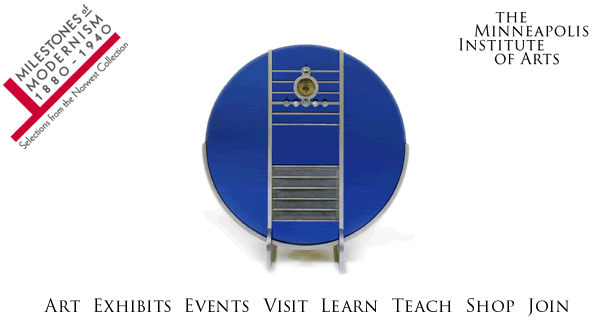 MILESTONES of
MODERNISM
1880-1940
Selections from the Norwest Collection
THE
MINNEAPOLIS
INSTITUTE
OF ARTS
ART EXHIBITS EVENTS VISIT LEARN TEACH SHOP JOIN